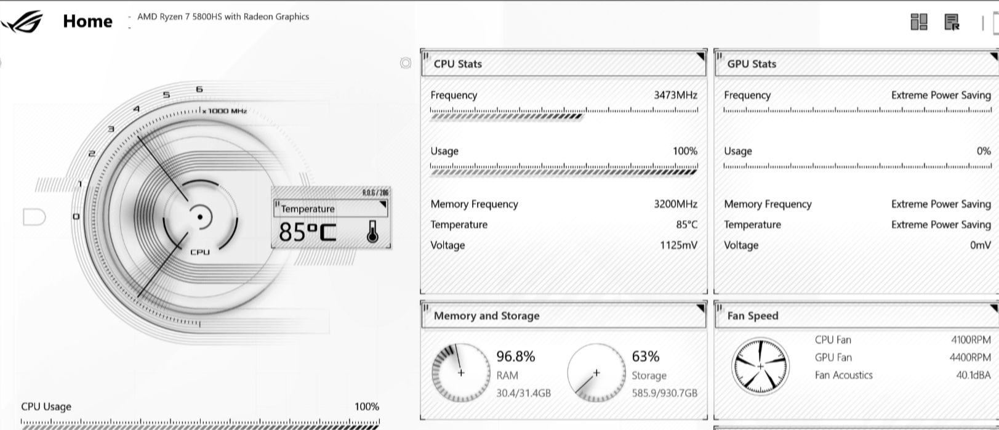 Home
- AMD Ryzen 7 5800HS with Radeon Graphics
-
6
5
4
x 1000 MHz
3
2
1
0
CPU
R.O.G / 206
Temperature
85°C
CPU Usage 100%
CPU Stats
Frequency 3473MHz
Usage 100%
Memory Frequency 3200MHz
Temperature 85°C
Voltage 1125mV
GPU Stats
Frequency Extreme Power Saving
Usage 0%
Memory Frequency Extreme Power Saving
Temperature Extreme Power Saving
Voltage 0mV
Memory and Storage
96.8%
RAM
30.4/31.4GB
63%
Storage
585.9/930.7GB
Fan Speed
CPU Fan 4100RPM
GPU Fan 4400RPM
Fan Acoustics 40.1dBA